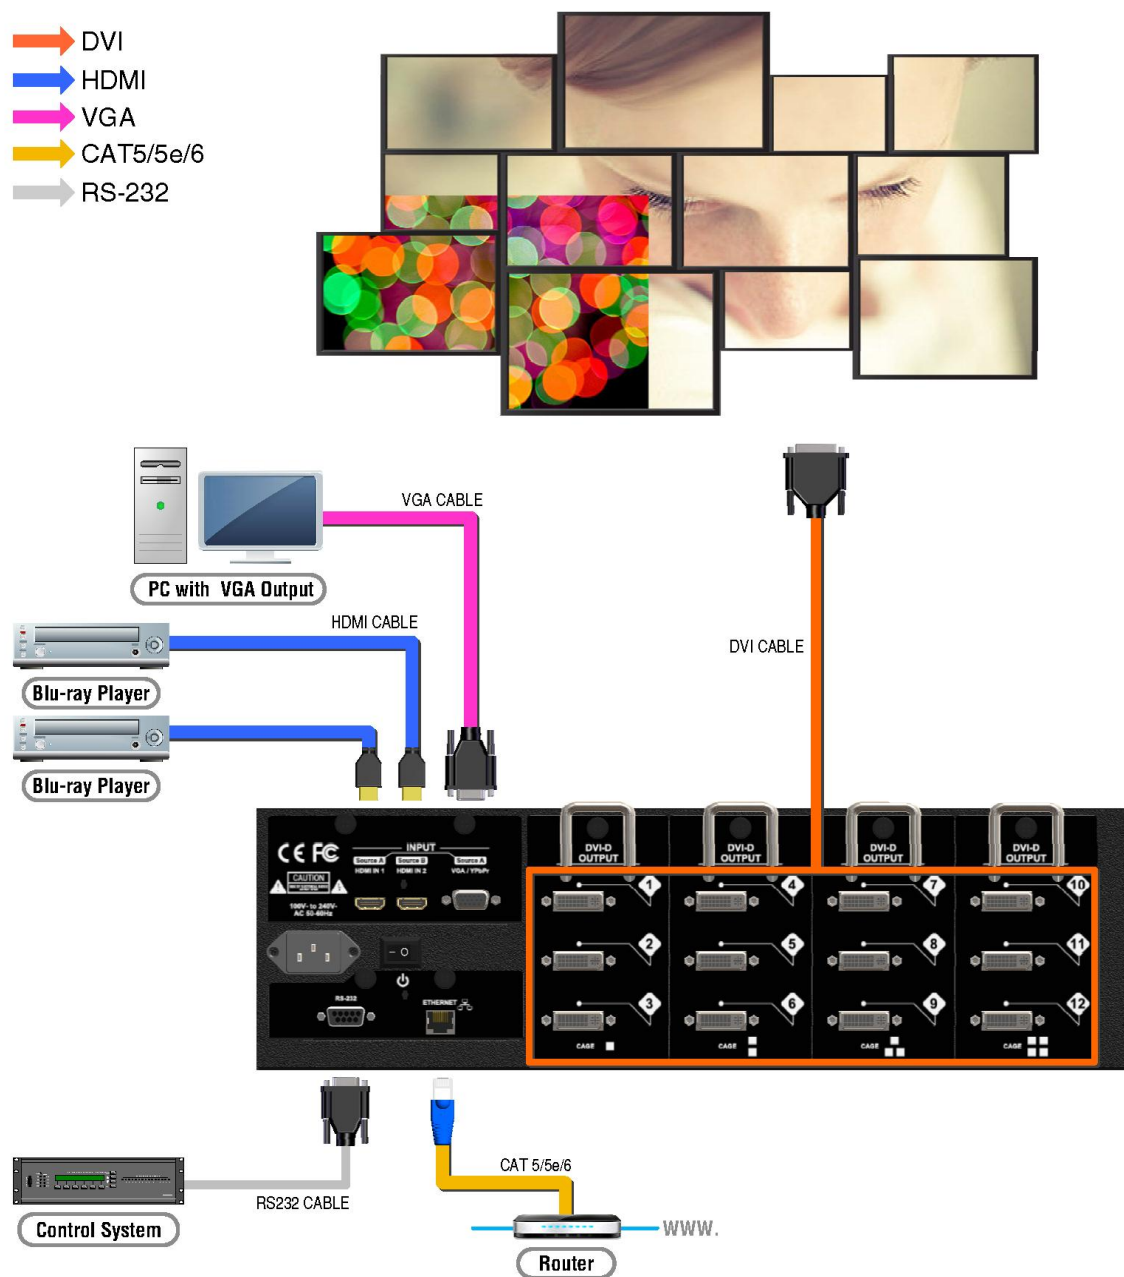 DVI
HDMI
VGA
CAT5/5e/6
RS-232
VGA CABLE
PC with VGA Output
HDMI CABLE
Blu-ray Player
DVI CABLE
Blu-ray Player
CE FC
INPUT
Source A Source B Source A
HDMI IN 1 HDMI IN 2 VGA / YPbPr
CAUTION
100V- to 240V-
AC 50-60Hz
RS-232
ETHERNET
DVI-D
OUTPUT
DVI-D
OUTPUT
DVI-D
OUTPUT
DVI-D
OUTPUT
1 4 7 10
2 5 8 11
3 6 9 12
CAGE CAGE CAGE CAGE
CAT 5/5e/6
RS232 CABLE
Control System
WWW.
Router